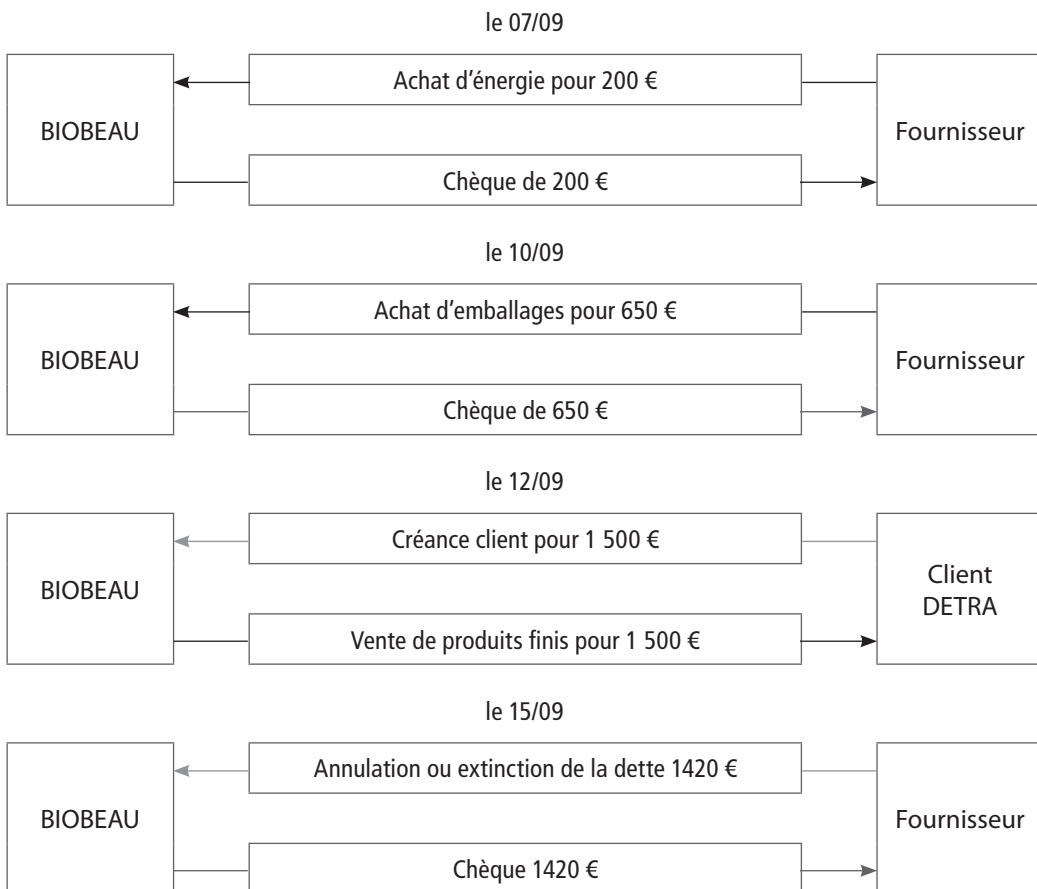 le 07/09
Achat d’énergie pour 200 €
BIOBEAU
Fournisseur
Chèque de 200 €
le 10/09
Achat d’emballages pour 650 €
BIOBEAU
Fournisseur
Chèque de 650 €
le 12/09
Créance client pour 1 500 €
BIOBEAU
Client
DETRA
Vente de produits finis pour 1 500 €
le 15/09
Annulation ou extinction de la dette 1420 €
BIOBEAU
Fournisseur
Chèque 1420 €